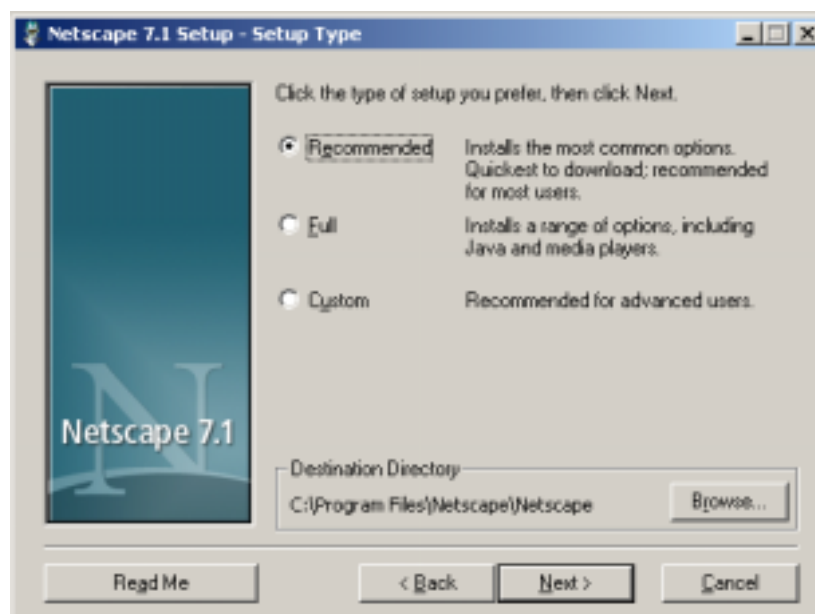 Netscape 7.1 Setup - Setup Type
Click the type of setup you prefer, then click Next.
Recommended
Installs the most common options.
Quickest to download; recommended
for most users.
Full
Installs a range of options, including
Java and media players.
Custom
Recommended for advanced users.
N
Netscape 7.1
Destination Directory
C:\Program Files\Netscape\Netscape
Browse...
Read Me
< Back
Next >
Cancel